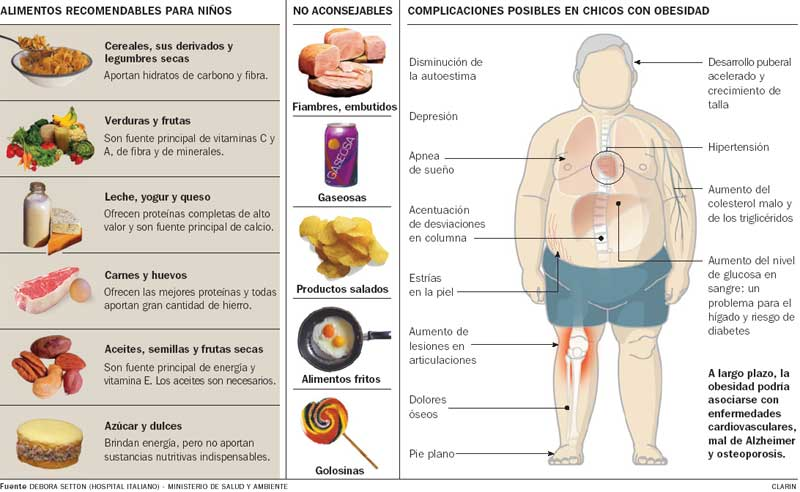 ALIMENTOS RECOMENDABLES PARA NIÑOS
Cereales, sus derivados y
legumbres secas
Aportan hidratos de carbono y fibra.
Verduras y frutas
Son fuente principal de vitaminas C y
A, de fibra y de minerales.
Leche, yogur y queso
Ofrecen proteínas completas de alto
valor y son fuente principal de calcio.
Carnes y huevos
Ofrecen las mejores proteínas y todas
aportan gran cantidad de hierro.
Aceites, semillas y frutas secas
Son fuente principal de energía y
vitamina E. Los aceites son necesarios.
Azúcar y dulces
Brindan energía, pero no aportan
sustancias nutritivas indispensables.
NO ACONSEJABLES
Fiambres, embutidos
GASEOSA
Gaseosas
Productos salados
Alimentos fritos
Golosinas
COMPLICACIONES POSIBLES EN CHICOS CON OBESIDAD
Disminución de
la autoestima
Depresión
Apnea
de sueño
Acentuación
de desviaciones
en columna
Estrías
en la piel
Aumento de
lesiones en
articulaciones
Dolores
óseos
Pie plano
Desarrollo puberal
acelerado y
crecimiento de
talla
Hipertensión
Aumento del
colesterol malo y
de los triglicéridos
Aumento del nivel
de glucosa en
sangre: un
problema para el
hígado y riesgo de
diabetes
A largo plazo, la
obesidad podría
asociarse con
enfermedades
cardiovasculares,
mal de Alzheimer
y osteoporosis.
Fuente DEBORA SETTON (HOSPITAL ITALIANO) - MINISTERIO DE SALUD Y AMBIENTE
CLARIN